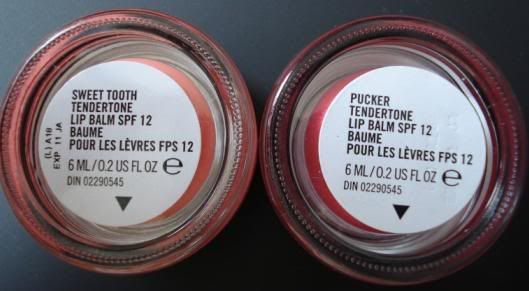 SWEET TOOTH
TENDERTONE
LIP BALM SPF 12
BAUME
POUR LES LÈVRES FPS 12
6 ML / 0.2 US FL OZ ℮
DIN 02290545
(L) A18
EXP 11 JA
PUCKER
TENDERTONE
LIP BALM SPF 12
BAUME
POUR LES LÈVRES FPS 12
6 ML / 0.2 US FL OZ ℮
DIN 02290545